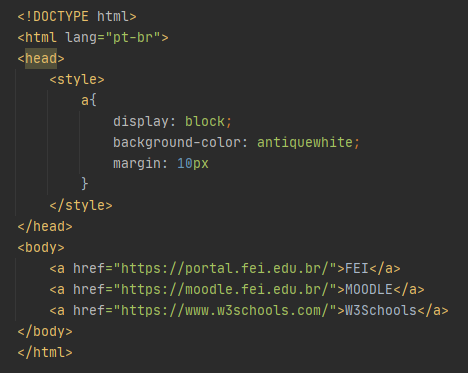 <!DOCTYPE html>
<html lang="pt-br">
<head>
    <style>
        a{
            display: block;
            background-color: antiquewhite;
            margin: 10px
        }
    </style>
</head>
<body>
    <a href="https://portal.fei.edu.br/">FEI</a>
    <a href="https://moodle.fei.edu.br/">MOODLE</a>
    <a href="https://www.w3schools.com/">W3Schools</a>
</body>
</html>